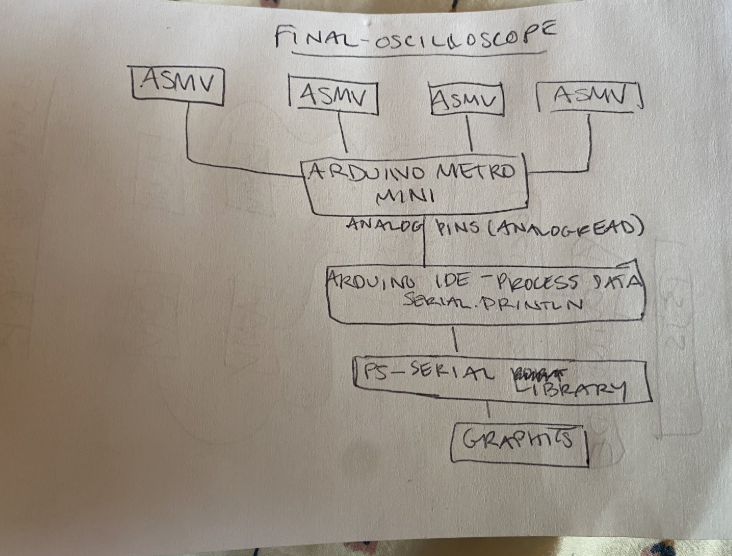 FINAL-OSCILLOSCOPE
ASMV
ASMV
ASMV
ASMV
ARDUINO METRO
MINI
ANALOG PINS (ANALOGREAD)
ARDUINO IDE - PROCESS DATA
SERIAL.PRINTLN
P5-SERIAL
LIBRARY
GRAPHICS